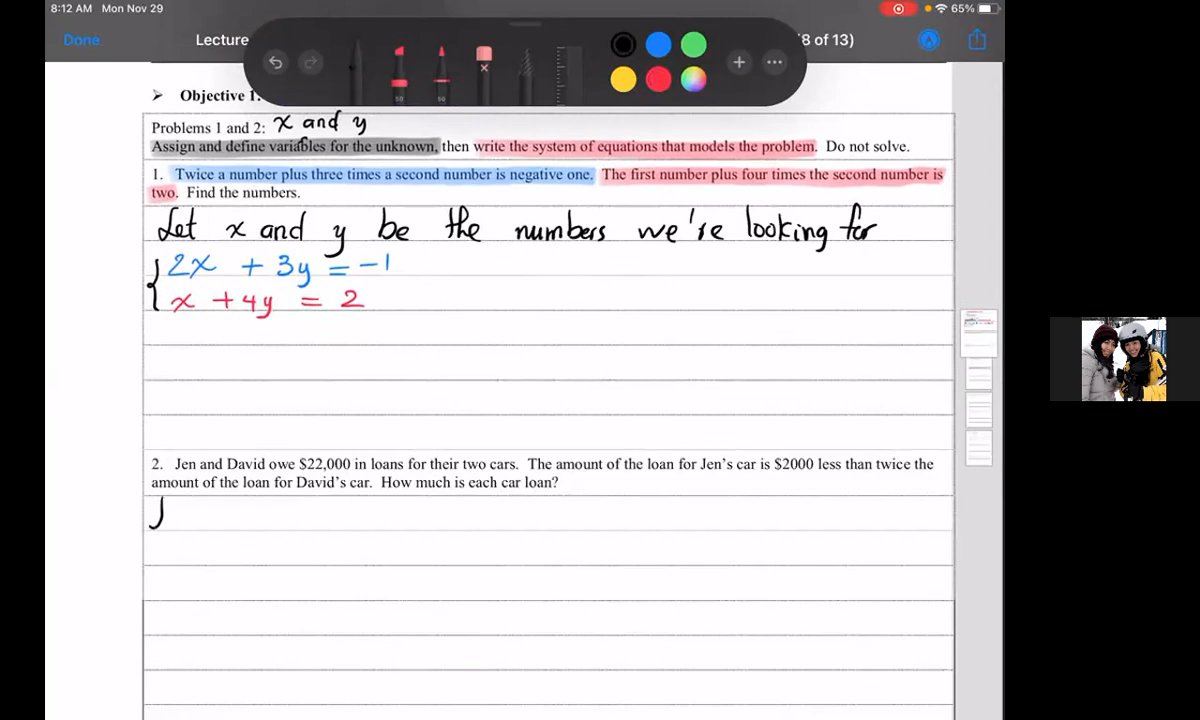 8:12 AM Mon Nov 29
65%
Done
Lecture
8 of 13)
50
50
➢ Objective 1.
Problems 1 and 2: x and y
Assign and define variables for the unknown, then write the system of equations that models the problem. Do not solve.
1. Twice a number plus three times a second number is negative one. The first number plus four times the second number is
two. Find the numbers.
Let x and y be the numbers we're looking for
2x + 3y = -1
x + 4y = 2
2. Jen and David owe $22,000 in loans for their two cars. The amount of the loan for Jen's car is $2000 less than twice the
amount of the loan for David's car. How much is each car loan?
J